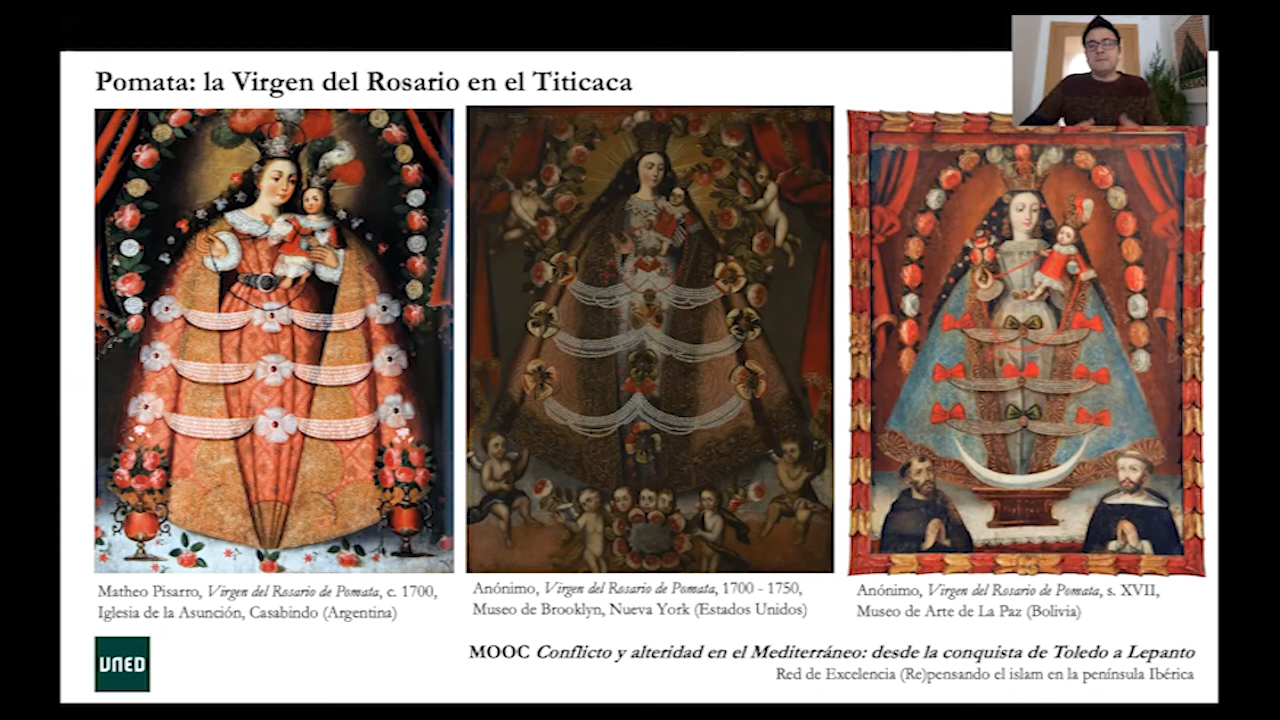 Pomata: la Virgen del Rosario en el Titicaca
Matheo Pisarro, Virgen del Rosario de Pomata, c. 1700,
Iglesia de la Asunción, Casabindo (Argentina)
Anónimo, Virgen del Rosario de Pomata, 1700 - 1750,
Museo de Brooklyn, Nueva York (Estados Unidos)
Anónimo, Virgen del Rosario de Pomata, s. XVII,
Museo de Arte de La Paz (Bolivia)
UNED
MOOC Conflicto y alteridad en el Mediterráneo: desde la conquista de Toledo a Lepanto
Red de Excelencia (Re)pensando el islam en la península Ibérica